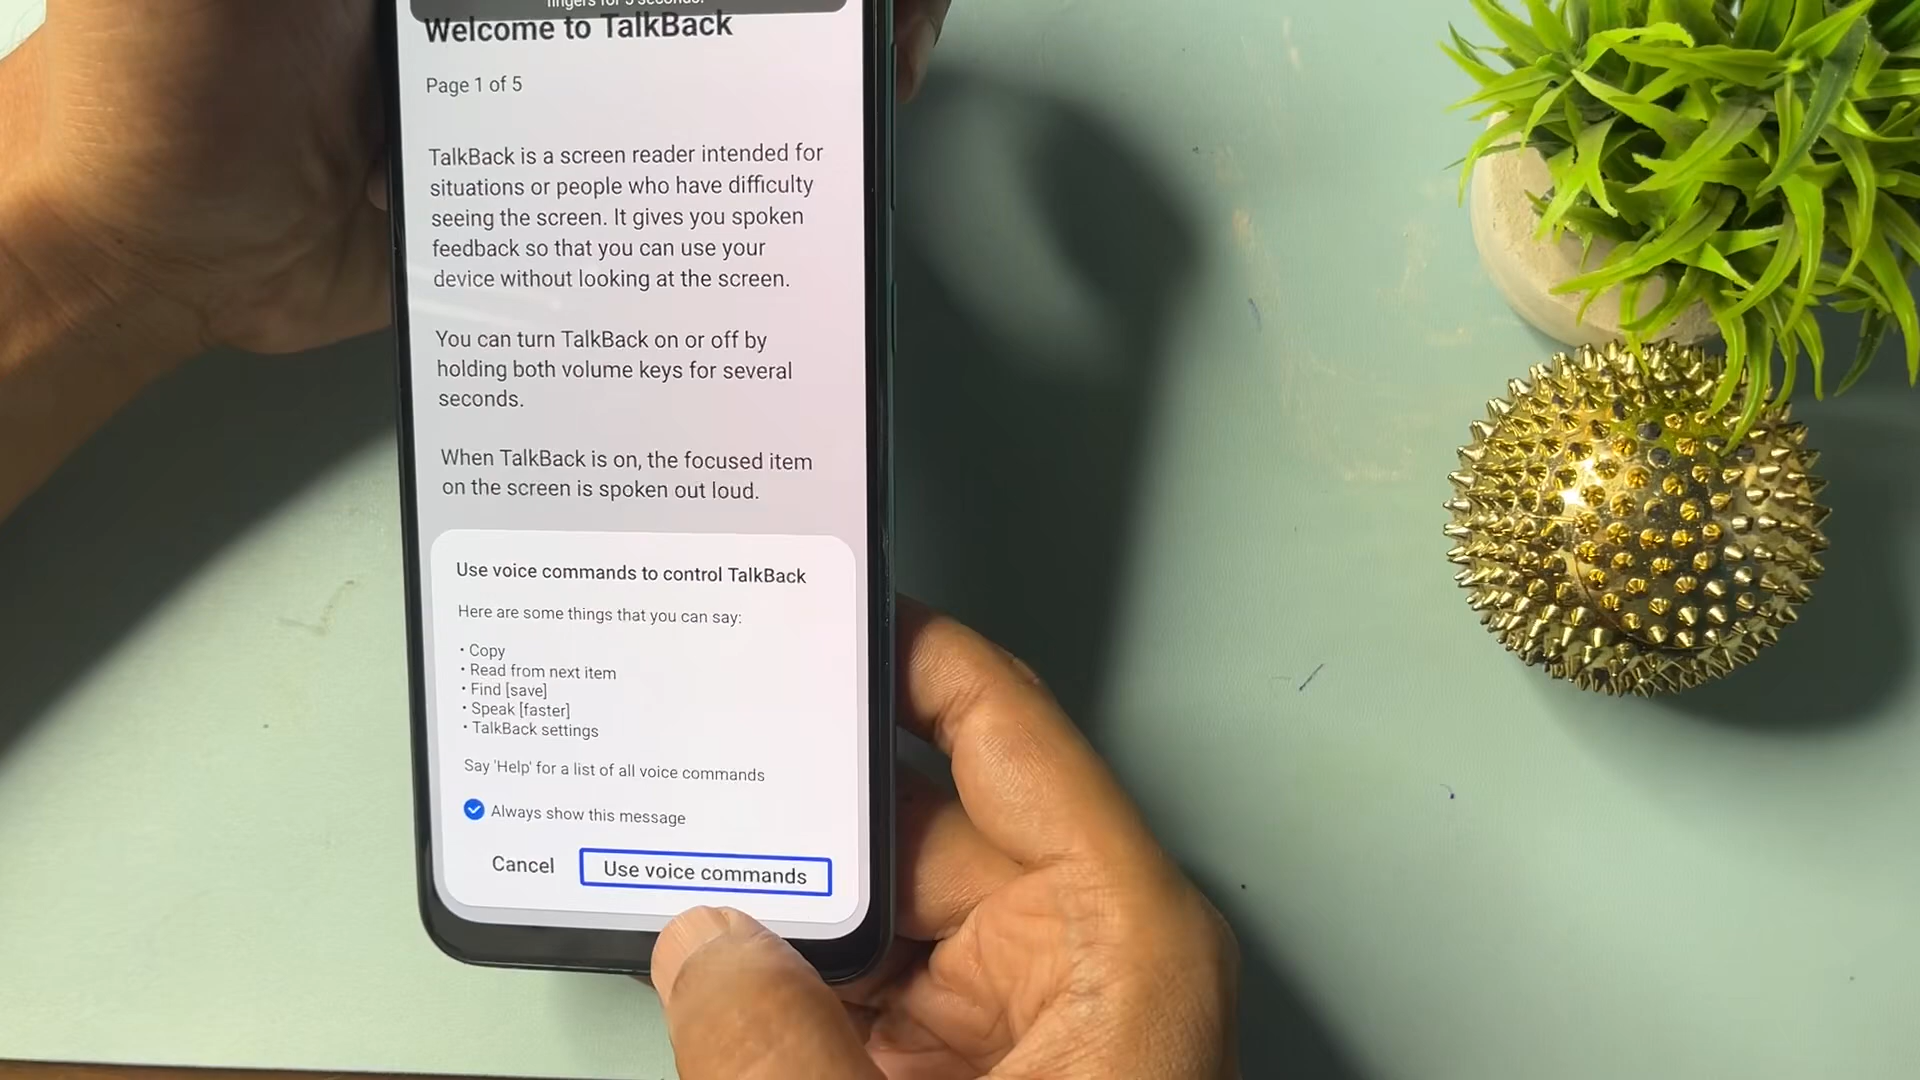 fingers for 3 seconds.
Welcome to TalkBack
Page 1 of 5
TalkBack is a screen reader intended for
situations or people who have difficulty
seeing the screen. It gives you spoken
feedback so that you can use your
device without looking at the screen.
You can turn TalkBack on or off by
holding both volume keys for several
seconds.
When TalkBack is on, the focused item
on the screen is spoken out loud.
Use voice commands to control TalkBack
Here are some things that you can say:
• Copy
• Read from next item
• Find [save]
• Speak [faster]
• TalkBack settings
Say 'Help' for a list of all voice commands
Always show this message
Cancel
Use voice commands